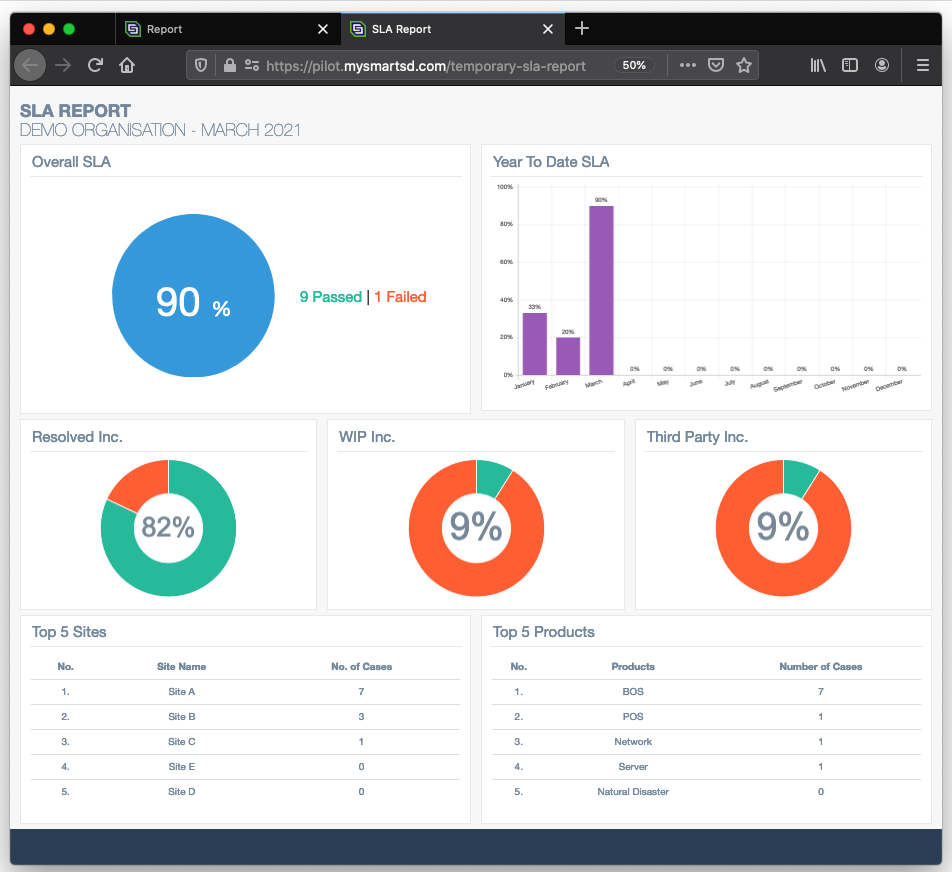 Report
SLA Report
https://pilot.mysmartsd.com/temporary-sla-report
50%
SLA REPORT
DEMO ORGANISATION - MARCH 2021
Overall SLA
90 %
9 Passed | 1 Failed
Year To Date SLA
100%
80%
60%
40%
20%
0%
33%
20%
90%
0%
0%
0%
0%
0%
0%
0%
0%
0%
January
February
March
April
May
June
July
August
September
October
November
December
Resolved Inc.
82%
WIP Inc.
9%
Third Party Inc.
9%
Top 5 Sites
No. Site Name No. of Cases
1. Site A 7
2. Site B 3
3. Site C 1
4. Site E 0
5. Site D 0
Top 5 Products
No. Products Number of Cases
1. BOS 7
2. POS 1
3. Network 1
4. Server 1
5. Natural Disaster 0